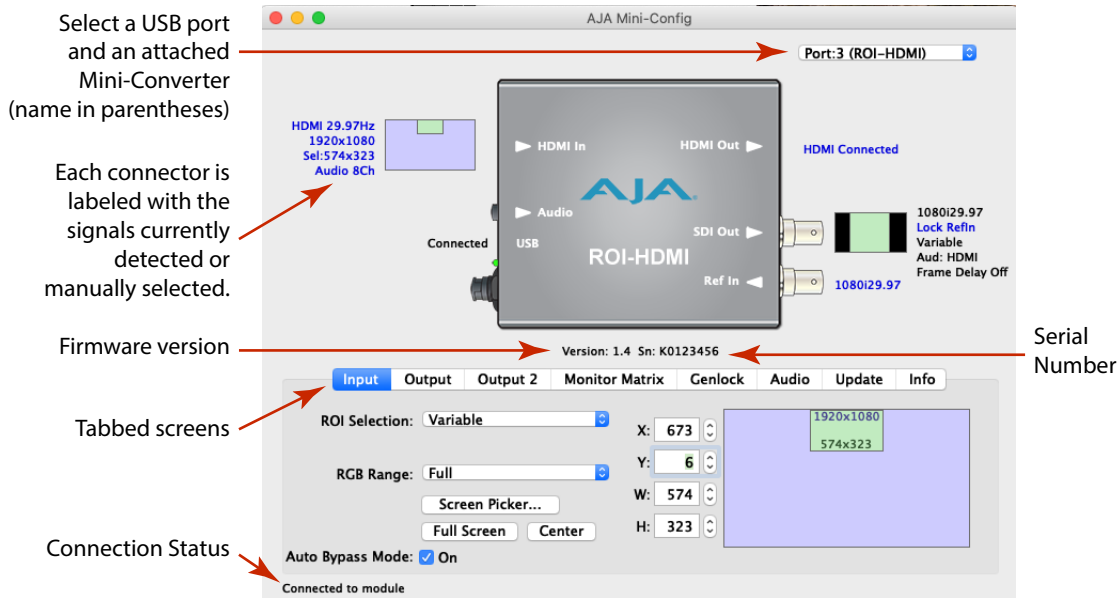 AJA Mini-Config
Select a USB port
and an attached
Mini-Converter
(name in parentheses)
Port:3 (ROI-HDMI)
HDMI 29.97Hz
1920x1080
Sel:574x323
Audio 8Ch
HDMI In
HDMI Out
HDMI Connected
Each connector is
labeled with the
signals currently
detected or
manually selected.
AJA
Audio
Connected
USB
ROI-HDMI
SDI Out
Ref In
1080i29.97
Lock RefIn
Variable
Aud: HDMI
Frame Delay Off
1080i29.97
Firmware version
Version: 1.4 Sn: K0123456
Serial
Number
Tabbed screens
Input Output Output 2 Monitor Matrix Genlock Audio Update Info
ROI Selection: Variable
RGB Range: Full
Screen Picker...
Full Screen Center
Auto Bypass Mode: On
X: 673
Y: 6
W: 574
H: 323
1920x1080
574x323
Connection Status
Connected to module